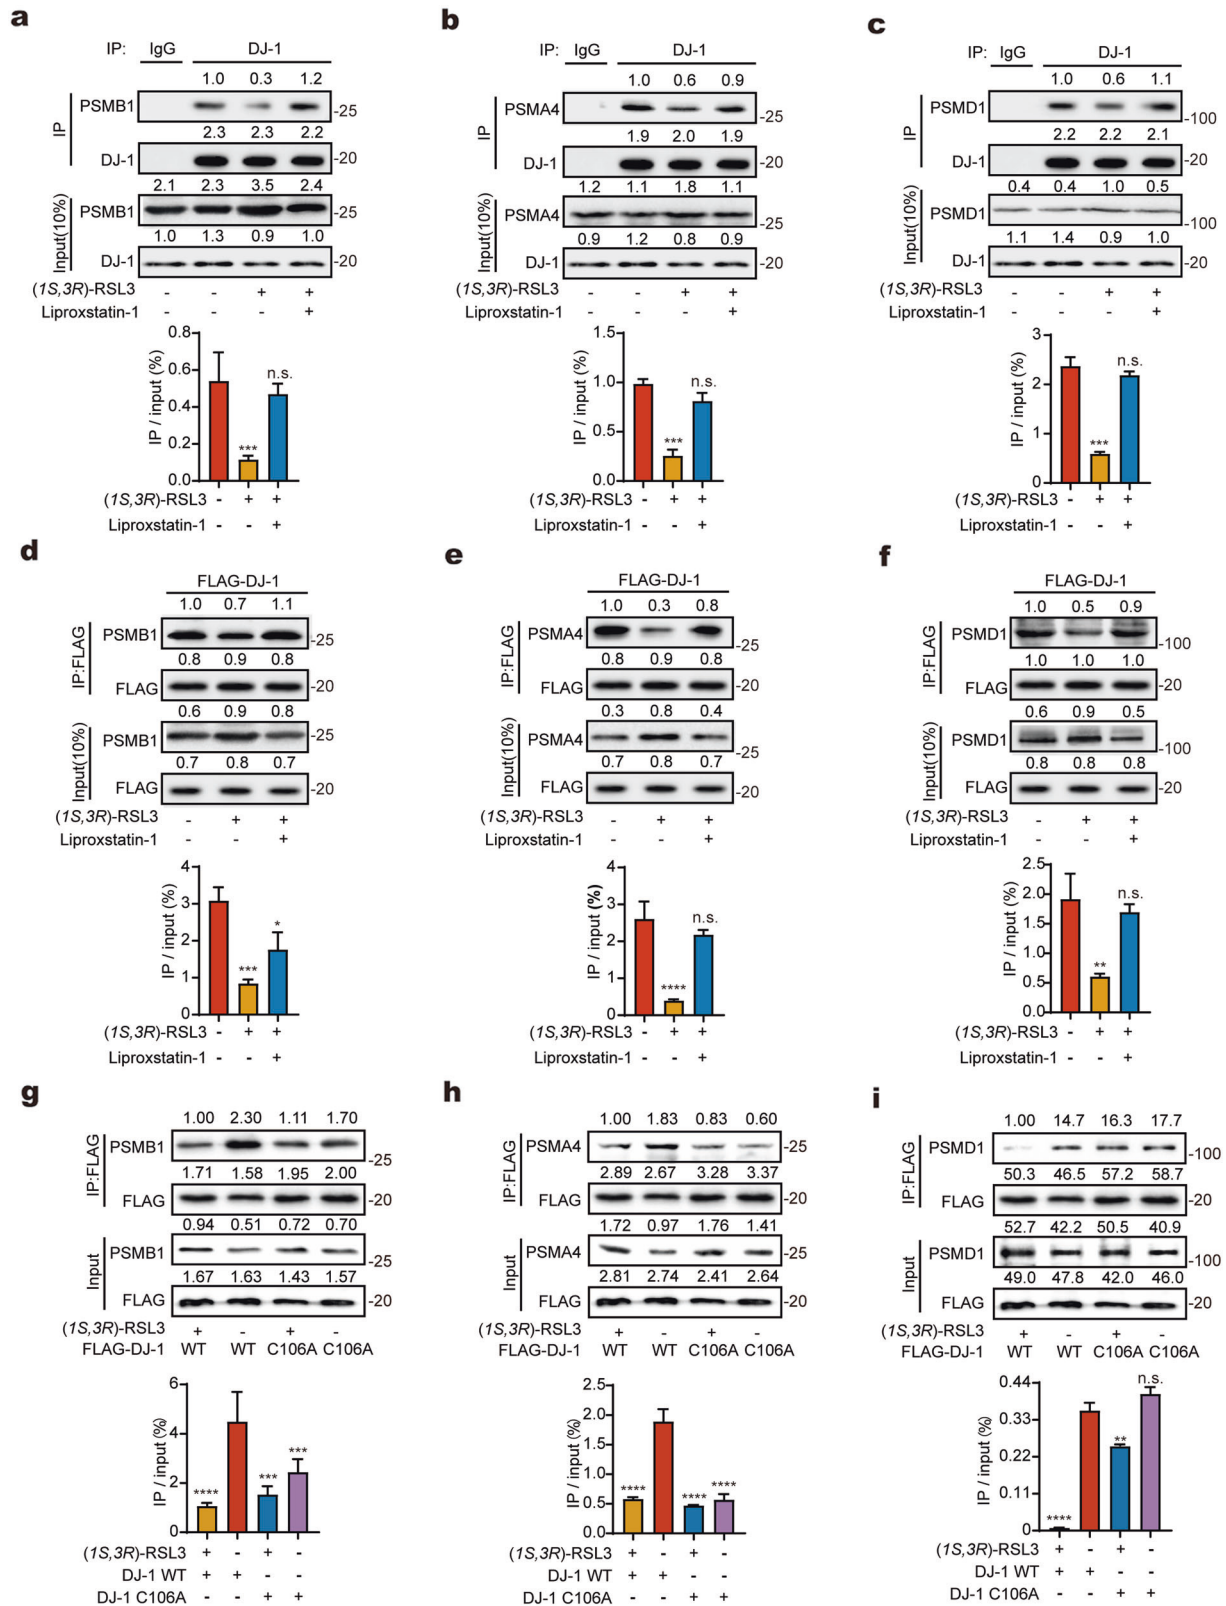 a
IP: IgG DJ-1
1.0 0.3 1.2
IP PSMB1 -25
2.3 2.3 2.2
DJ-1 -20
2.1 2.3 3.5 2.4
Input(10%) PSMB1 -25
1.0 1.3 0.9 1.0
DJ-1 -20
(1S,3R)-RSL3 - - + +
Liproxstatin-1 - - - +
0.8
0.6
0.4
0.2
0.0
IP / input (%)
*** n.s.
(1S,3R)-RSL3 - + +
Liproxstatin-1 - - +
b
IP: IgG DJ-1
1.0 0.6 0.9
IP PSMA4 -25
1.9 2.0 1.9
DJ-1 -20
1.2 1.1 1.8 1.1
Input(10%) PSMA4 -25
0.9 1.2 0.8 0.9
DJ-1 -20
(1S,3R)-RSL3 - - + +
Liproxstatin-1 - - - +
1.5
1.0
0.5
0.0
IP / input (%)
*** n.s.
(1S,3R)-RSL3 - + +
Liproxstatin-1 - - +
c
IP: IgG DJ-1
1.0 0.6 1.1
IP PSMD1 -100
2.2 2.2 2.1
DJ-1 -20
0.4 0.4 1.0 0.5
Input(10%) PSMD1 -100
1.1 1.4 0.9 1.0
DJ-1 -20
(1S,3R)-RSL3 - - + +
Liproxstatin-1 - - - +
3
2
1
0
IP / input (%)
*** n.s.
(1S,3R)-RSL3 - + +
Liproxstatin-1 - - +
d
FLAG-DJ-1
1.0 0.7 1.1
IP:FLAG PSMB1 -25
0.8 0.9 0.8
FLAG -20
0.6 0.9 0.8
Input(10%) PSMB1 -25
0.7 0.8 0.7
FLAG -20
(1S,3R)-RSL3 - + +
Liproxstatin-1 - - +
4
3
2
1
0
IP / input (%)
*** *
(1S,3R)-RSL3 - + +
Liproxstatin-1 - - +
e
FLAG-DJ-1
1.0 0.3 0.8
IP:FLAG PSMA4 -25
0.8 0.9 0.8
FLAG -20
0.3 0.8 0.4
Input(10%) PSMA4 -25
0.7 0.8 0.7
FLAG -20
(1S,3R)-RSL3 - + +
Liproxstatin-1 - - +
4
3
2
1
0
IP / input (%)
**** n.s.
(1S,3R)-RSL3 - + +
Liproxstatin-1 - - +
f
FLAG-DJ-1
1.0 0.5 0.9
IP:FLAG PSMD1 -100
1.0 1.0 1.0
FLAG -20
0.6 0.9 0.5
Input(10%) PSMD1 -100
0.8 0.8 0.8
FLAG -20
(1S,3R)-RSL3 - + +
Liproxstatin-1 - - +
2.5
2.0
1.5
1.0
0.5
0.0
IP / input (%)
** n.s.
(1S,3R)-RSL3 - + +
Liproxstatin-1 - - +
g
1.00 2.30 1.11 1.70
IP:FLAG PSMB1 -25
1.71 1.58 1.95 2.00
FLAG -20
0.94 0.51 0.72 0.70
Input PSMB1 -25
1.67 1.63 1.43 1.57
FLAG -20
(1S,3R)-RSL3 + - + -
FLAG-DJ-1 WT WT C106A C106A
6
4
2
0
IP / input (%)
**** *** ***
(1S,3R)-RSL3 + - + -
DJ-1 WT + + - -
DJ-1 C106A - - + +
h
1.00 1.83 0.83 0.60
IP:FLAG PSMA4 -25
2.89 2.67 3.28 3.37
FLAG -20
1.72 0.97 1.76 1.41
Input PSMA4 -25
2.81 2.74 2.41 2.64
FLAG -20
(1S,3R)-RSL3 + - + -
FLAG-DJ-1 WT WT C106A C106A
2.5
2.0
1.5
1.0
0.5
0.0
IP / input (%)
**** **** ****
(1S,3R)-RSL3 + - + -
DJ-1 WT + + - -
DJ-1 C106A - - + +
i
1.00 14.7 16.3 17.7
IP:FLAG PSMD1 -100
50.3 46.5 57.2 58.7
FLAG -20
52.7 42.2 50.5 40.9
Input PSMD1 -100
49.0 47.8 42.0 46.0
FLAG -20
(1S,3R)-RSL3 + - + -
FLAG-DJ-1 WT WT C106A C106A
0.44
0.33
0.22
0.11
0
IP / input (%)
**** ** n.s.
(1S,3R)-RSL3 + - + -
DJ-1 WT + + - -
DJ-1 C106A - - + +